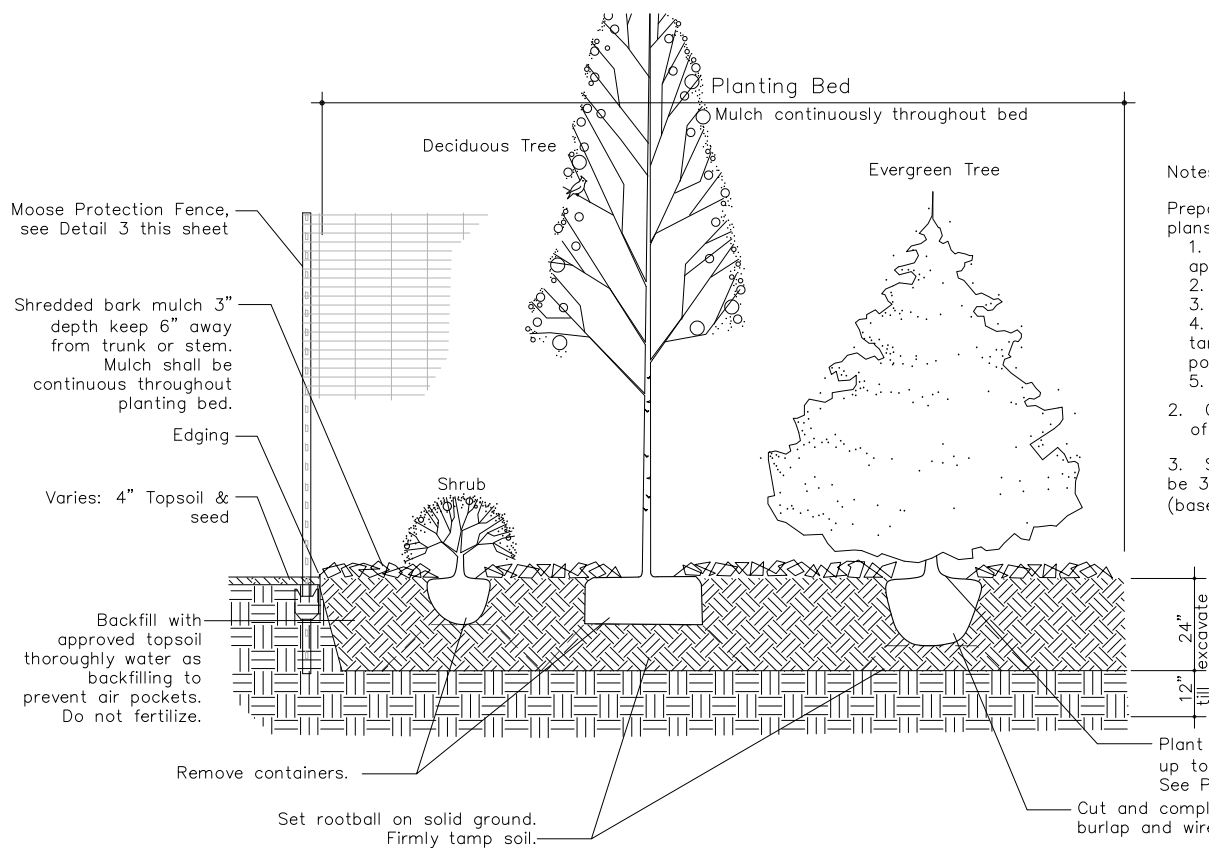 Planting Bed
Mulch continuously throughout bed
Deciduous Tree
Evergreen Tree
Moose Protection Fence,
see Detail 3 this sheet
Shredded bark mulch 3"
depth keep 6" away
from trunk or stem.
Mulch shall be
continuous throughout
planting bed.
Edging
Varies: 4" Topsoil &
seed
Shrub
Backfill with
approved topsoil
thoroughly water as
backfilling to
prevent air pockets.
Do not fertilize.
Remove containers.
Set rootball on solid ground.
Firmly tamp soil.
24"
excavate
12"
till
Plant
up to
See P
Cut and compl
burlap and wire
Notes
Prepa
plans
1.
ap
2.
3.
4.
tar
po
5.
2.
of
3. S
be 3
(base